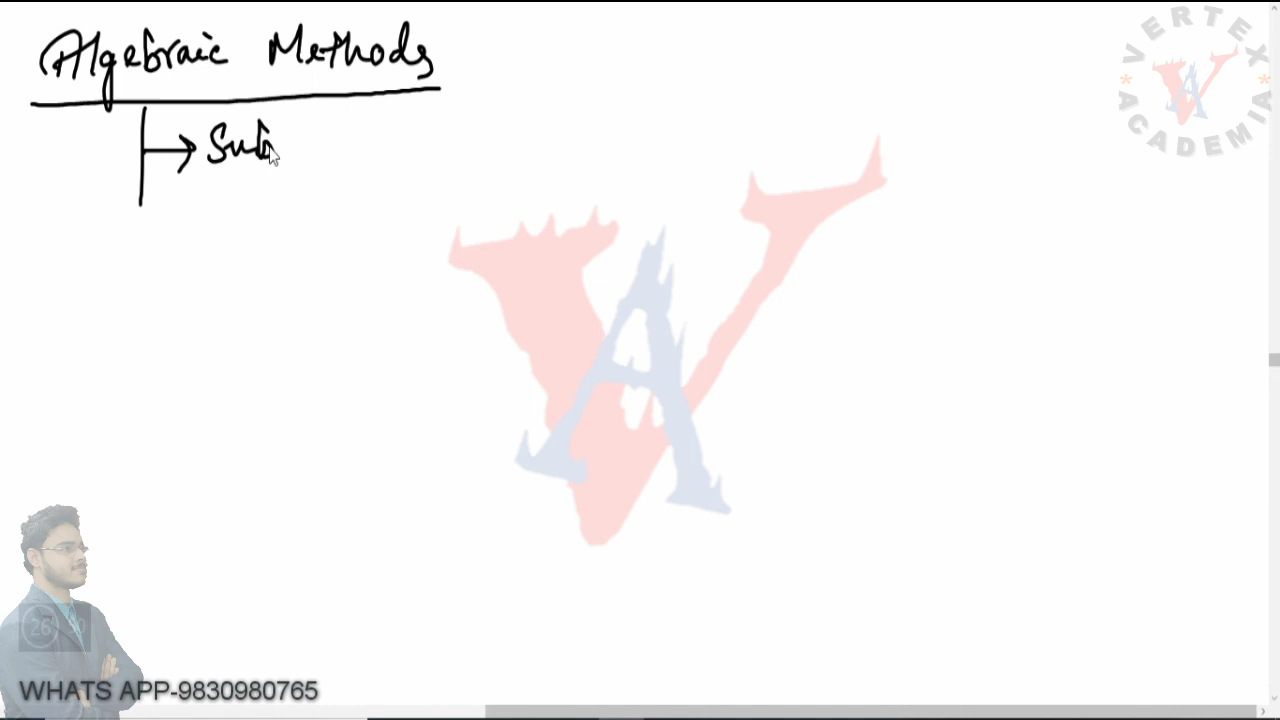 Algebraic Methods
Sub
VERTEX
ACADEMIA
WHATS APP-9830980765